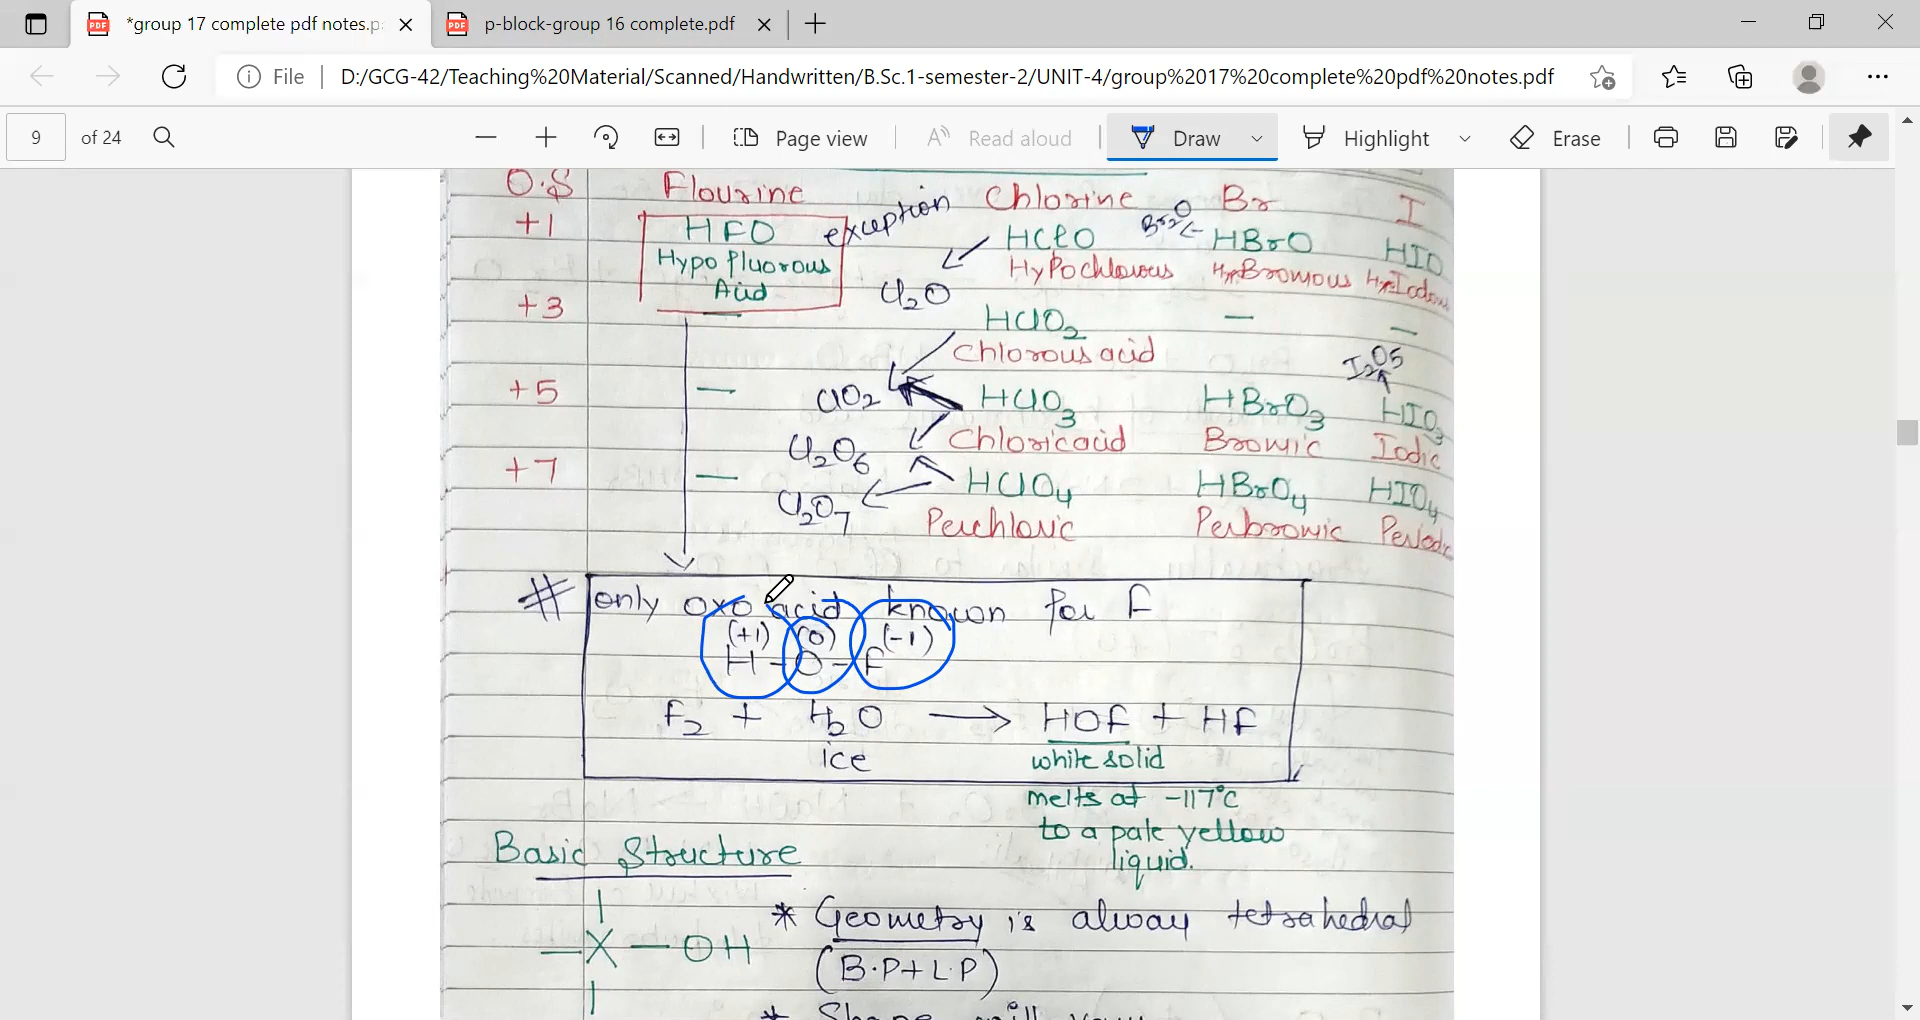 *group 17 complete pdf notes.p
p-block-group 16 complete.pdf
File
D:/GCG-42/Teaching%20Material/Scanned/Handwritten/B.Sc.1-semester-2/UNIT-4/group%2017%20complete%20pdf%20notes.pdf
9 of 24
Page view
Read aloud
Draw
Highlight
Erase
O.S Flourine Chlorine Br I
+1 HFO exception HClO Br2O HBrO HIO
Hypo fluorous Hypochlorous Bromous
Acid Cl2O
+3 — HClO2 — —
Chlorous acid I2O5
+5 — ClO2 HClO3 HBrO3 HIO3
Cl2O6 Chloric acid Bromic Iodic
+7 — HClO4 HBrO4 HIO4
Cl2O7 Perchloric Perbromic
# only oxo acid known for F
(+1) (0) (-1)
H-O-F
F2 + H2O → HOF + HF
ice white solid
melts at -117°C
to a pale yellow
liquid.
Basic Structure
—X—OH
* Geometry is alway tetrahedral
(B.P+L.P)
* Shape will vary